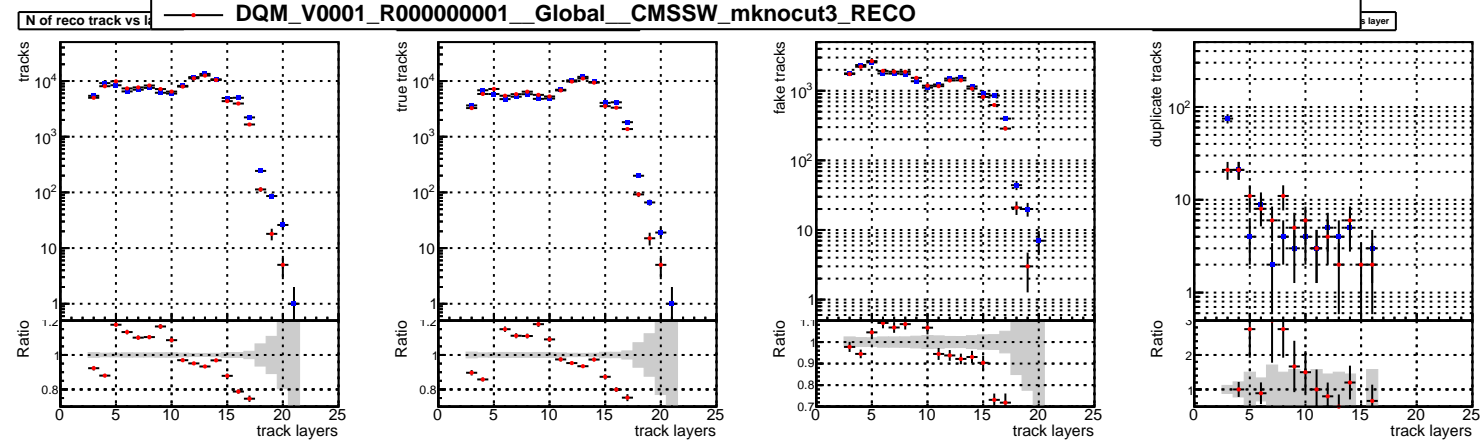 DQM_V0001_R000000001__Global__CMSSW_mknocut3_RECO
N of reco track vs la
s layer
tracks
10⁴
10³
10²
10
1
Ratio
1.2
1
0.8
0 5 10 15 20 25
track layers
true tracks
10⁴
10³
10²
10
1
Ratio
1.2
1
0.8
0 5 10 15 20 25
track layers
fake tracks
10³
10²
10
1
Ratio
1.1
1
0.9
0.8
0.7
0 5 10 15 20 25
track layers
duplicate tracks
10²
10
1
Ratio
3
2
1
0 5 10 15 20 25
track layers